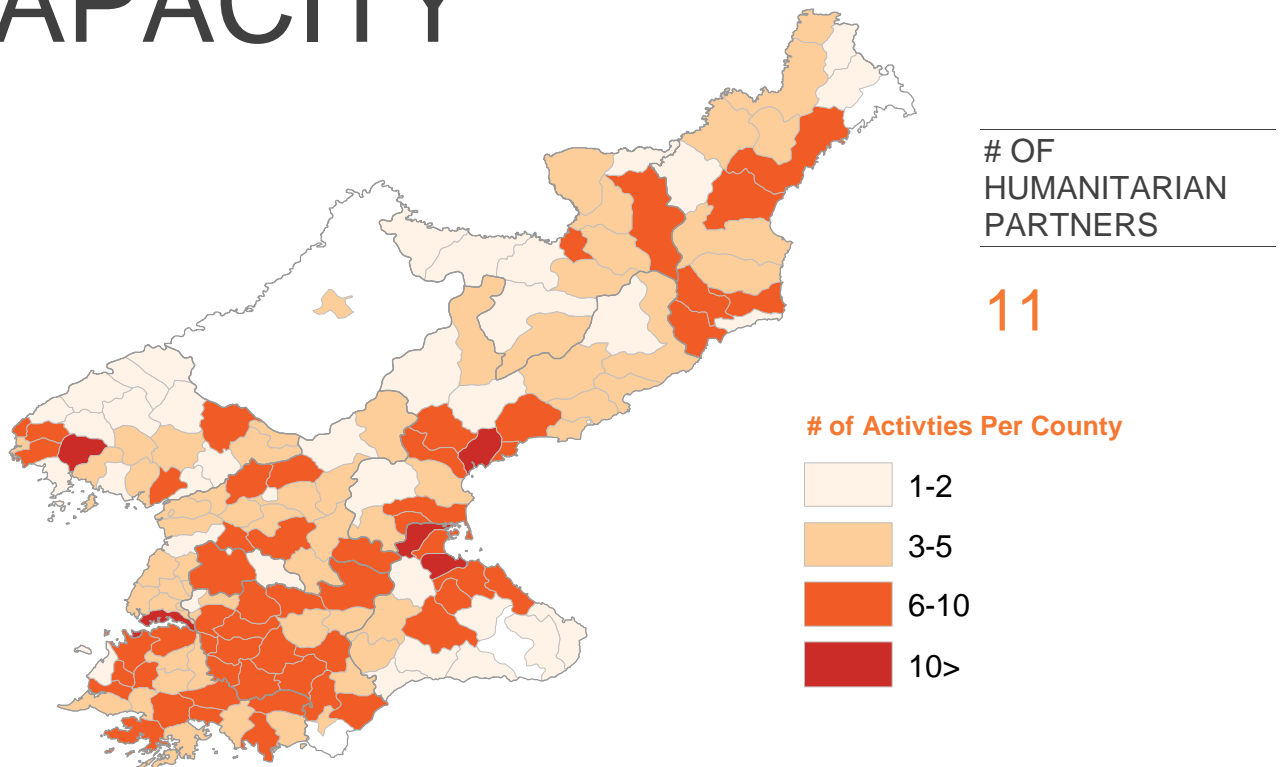 APACITY
# OF
HUMANITARIAN
PARTNERS
11
# of Activties Per County
1-2
3-5
6-10
10>